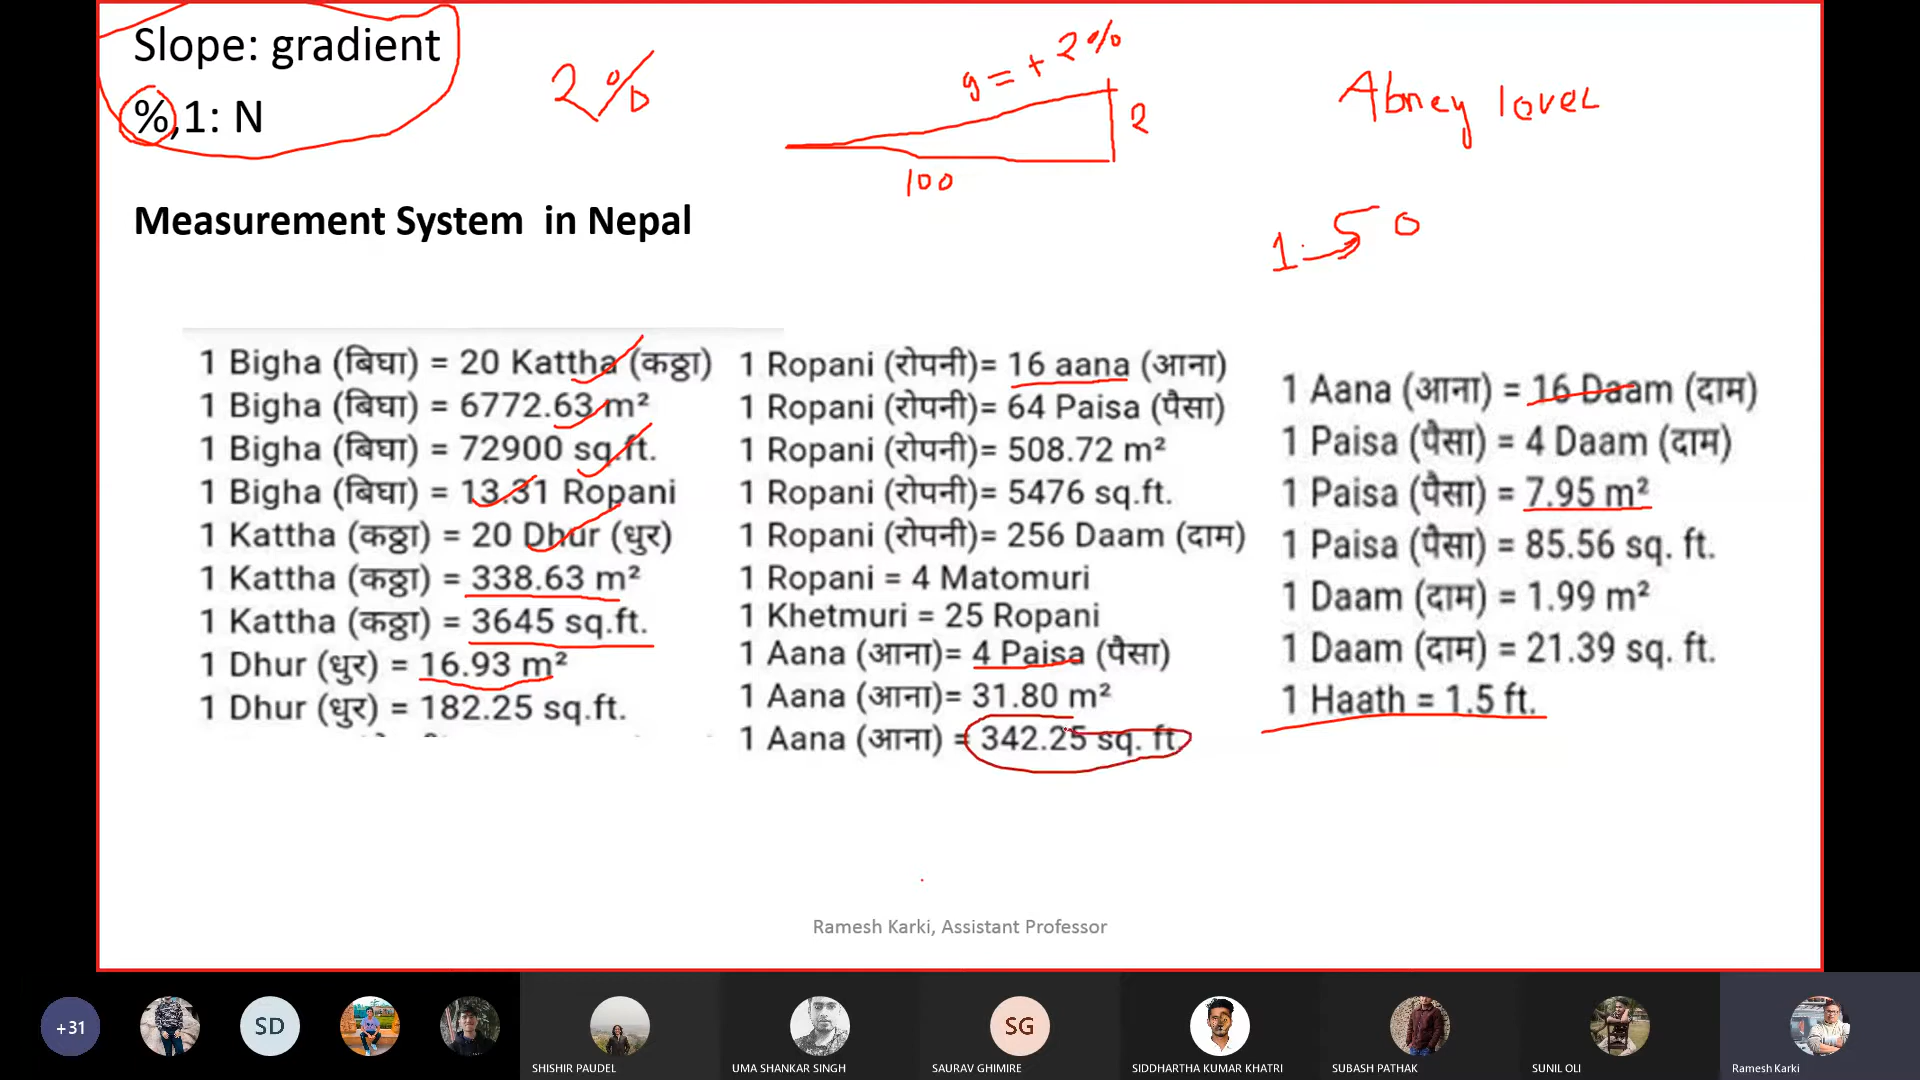 Slope: gradient
%,1: N
2%
g = + 2%
2
100
Abney level
1:50
Measurement System in Nepal
1 Bigha (बिघा) = 20 Kattha (कठ्ठा)
1 Bigha (बिघा) = 6772.63 m²
1 Bigha (बिघा) = 72900 sq.ft.
1 Bigha (बिघा) = 13.31 Ropani
1 Kattha (कठ्ठा) = 20 Dhur (धुर)
1 Kattha (कठ्ठा) = 338.63 m²
1 Kattha (कठ्ठा) = 3645 sq.ft.
1 Dhur (धुर) = 16.93 m²
1 Dhur (धुर) = 182.25 sq.ft.
1 Ropani (रोपनी)= 16 aana (आना)
1 Ropani (रोपनी)= 64 Paisa (पैसा)
1 Ropani (रोपनी)= 508.72 m²
1 Ropani (रोपनी)= 5476 sq.ft.
1 Ropani (रोपनी)= 256 Daam (दाम)
1 Ropani = 4 Matomuri
1 Khetmuri = 25 Ropani
1 Aana (आना)= 4 Paisa (पैसा)
1 Aana (आना)= 31.80 m²
1 Aana (आना) = 342.25 sq. ft.
1 Aana (आना) = 16 Daam (दाम)
1 Paisa (पैसा) = 4 Daam (दाम)
1 Paisa (पैसा) = 7.95 m²
1 Paisa (पैसा) = 85.56 sq. ft.
1 Daam (दाम) = 1.99 m²
1 Daam (दाम) = 21.39 sq. ft.
1 Haath = 1.5 ft.
Ramesh Karki, Assistant Professor
+31
SD
SG
SHISHIR PAUDEL
UMA SHANKAR SINGH
SAURAV GHIMIRE
SIDDHARTHA KUMAR KHATRI
SUBASH PATHAK
SUNIL OLI
Ramesh Karki